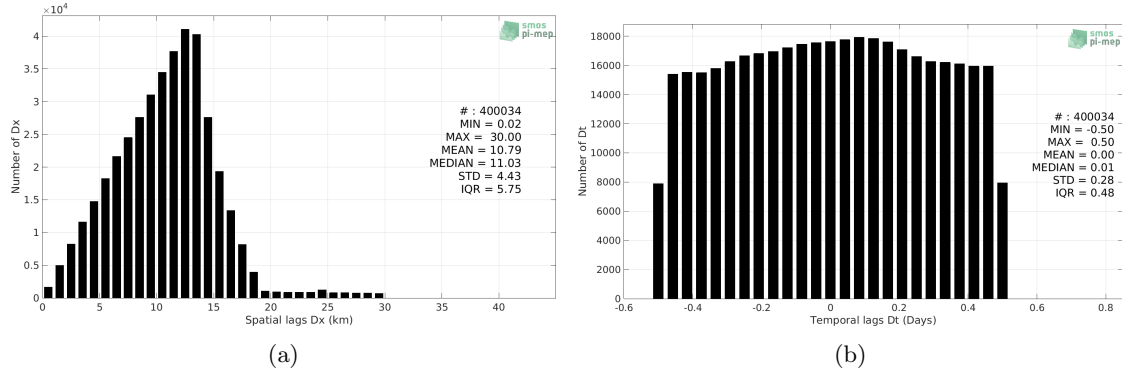 ×10⁴
4
3.5
3
2.5
2
1.5
1
0.5
0
0 5 10 15 20 25 30 35 40
Number of Dx
Spatial lags Dx (km)
smos
pi-mep
# : 400034
MIN = 0.02
MAX = 30.00
MEAN = 10.79
MEDIAN = 11.03
STD = 4.43
IQR = 5.75
(a)
18000
16000
14000
12000
10000
8000
6000
4000
2000
0
-0.6 -0.4 -0.2 0 0.2 0.4 0.6 0.8
Number of Dt
Temporal lags Dt (Days)
smos
pi-mep
# : 400034
MIN = -0.50
MAX = 0.50
MEAN = 0.00
MEDIAN = 0.01
STD = 0.28
IQR = 0.48
(b)